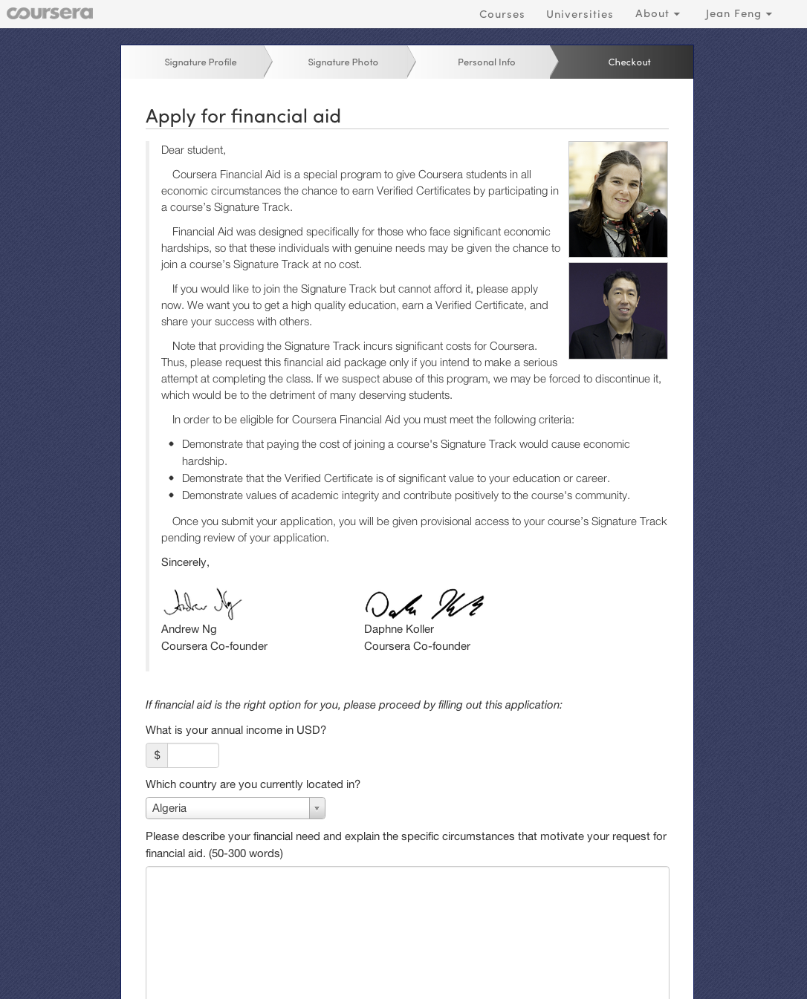 coursera
Courses Universities About Jean Feng
Signature Profile Signature Photo Personal Info Checkout
Apply for financial aid
Dear student,
Coursera Financial Aid is a special program to give Coursera students in all
economic circumstances the chance to earn Verified Certificates by participating in
a course’s Signature Track.
Financial Aid was designed specifically for those who face significant economic
hardships, so that these individuals with genuine needs may be given the chance to
join a course’s Signature Track at no cost.
If you would like to join the Signature Track but cannot afford it, please apply
now. We want you to get a high quality education, earn a Verified Certificate, and
share your success with others.
Note that providing the Signature Track incurs significant costs for Coursera.
Thus, please request this financial aid package only if you intend to make a serious
attempt at completing the class. If we suspect abuse of this program, we may be forced to discontinue it,
which would be to the detriment of many deserving students.
In order to be eligible for Coursera Financial Aid you must meet the following criteria:
• Demonstrate that paying the cost of joining a course's Signature Track would cause economic
hardship.
• Demonstrate that the Verified Certificate is of significant value to your education or career.
• Demonstrate values of academic integrity and contribute positively to the course's community.
Once you submit your application, you will be given provisional access to your course’s Signature Track
pending review of your application.
Sincerely,
Andrew Ng
Andrew Ng Daphne Koller
Coursera Co-founder Coursera Co-founder
If financial aid is the right option for you, please proceed by filling out this application:
What is your annual income in USD?
$
Which country are you currently located in?
Algeria
Please describe your financial need and explain the specific circumstances that motivate your request for
financial aid. (50-300 words)